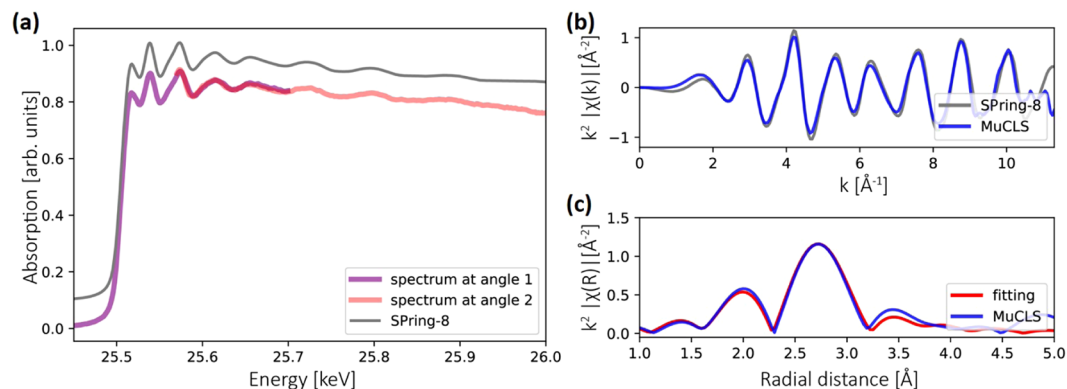 (a)
Absorption [arb. units]
1.0
0.8
0.6
0.4
0.2
0.0
spectrum at angle 1
spectrum at angle 2
SPring-8
25.5
25.6
25.7
25.8
25.9
26.0
Energy [keV]
(b)
k² |χ(k)| [Å⁻²]
1
0
−1
SPring-8
MuCLS
0
2
4
6
8
10
k [Å⁻¹]
(c)
k² |χ(R)| [Å⁻²]
1.5
1.0
0.5
0.0
fitting
MuCLS
1.0
1.5
2.0
2.5
3.0
3.5
4.0
4.5
5.0
Radial distance [Å]